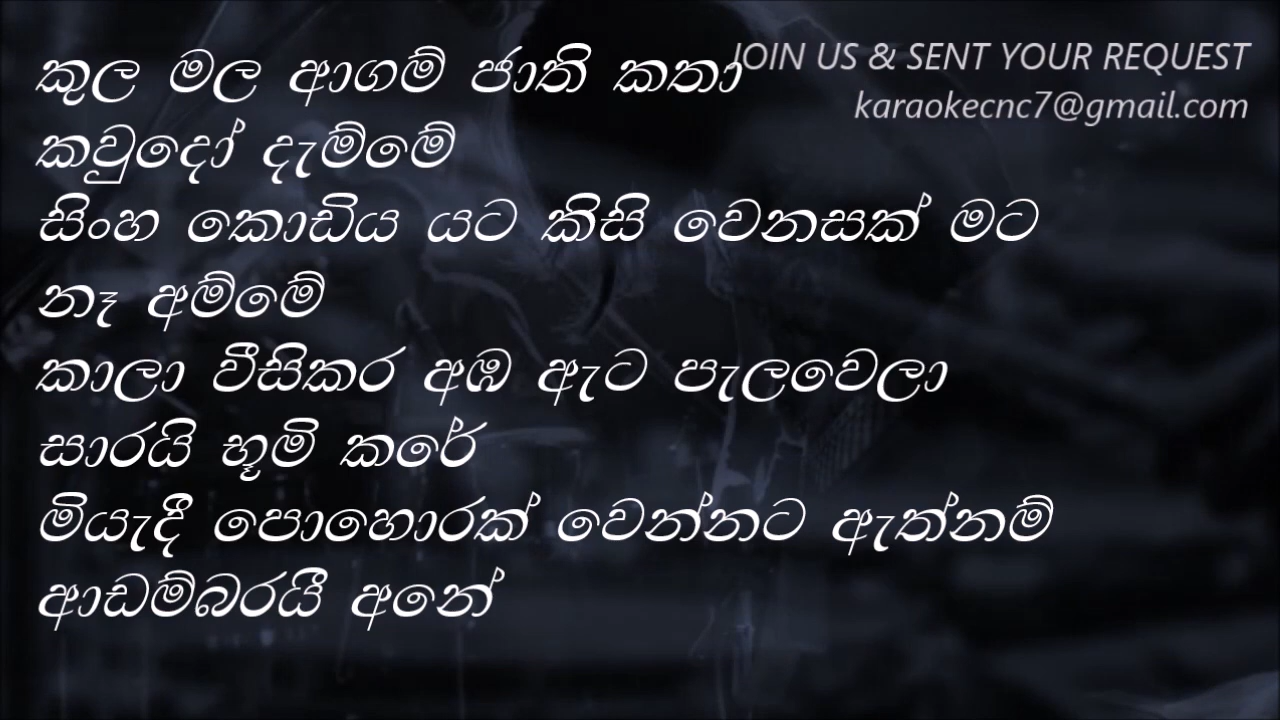 කුල මල ආගම් ජාති කතා
JOIN US & SENT YOUR REQUEST
karaokecnc7@gmail.com
කවුදෝ දැම්මේ
සිංහ කොඩිය යට කිසි වෙනසක් මට
නෑ අම්මේ
කාලා වීසිකර අඹ ඇට පැලවෙලා
සාරයි භූමි කරේ
මියැදී පොහොරක් වෙන්නට ඇත්නම්
ආඩම්බරයී අනේ